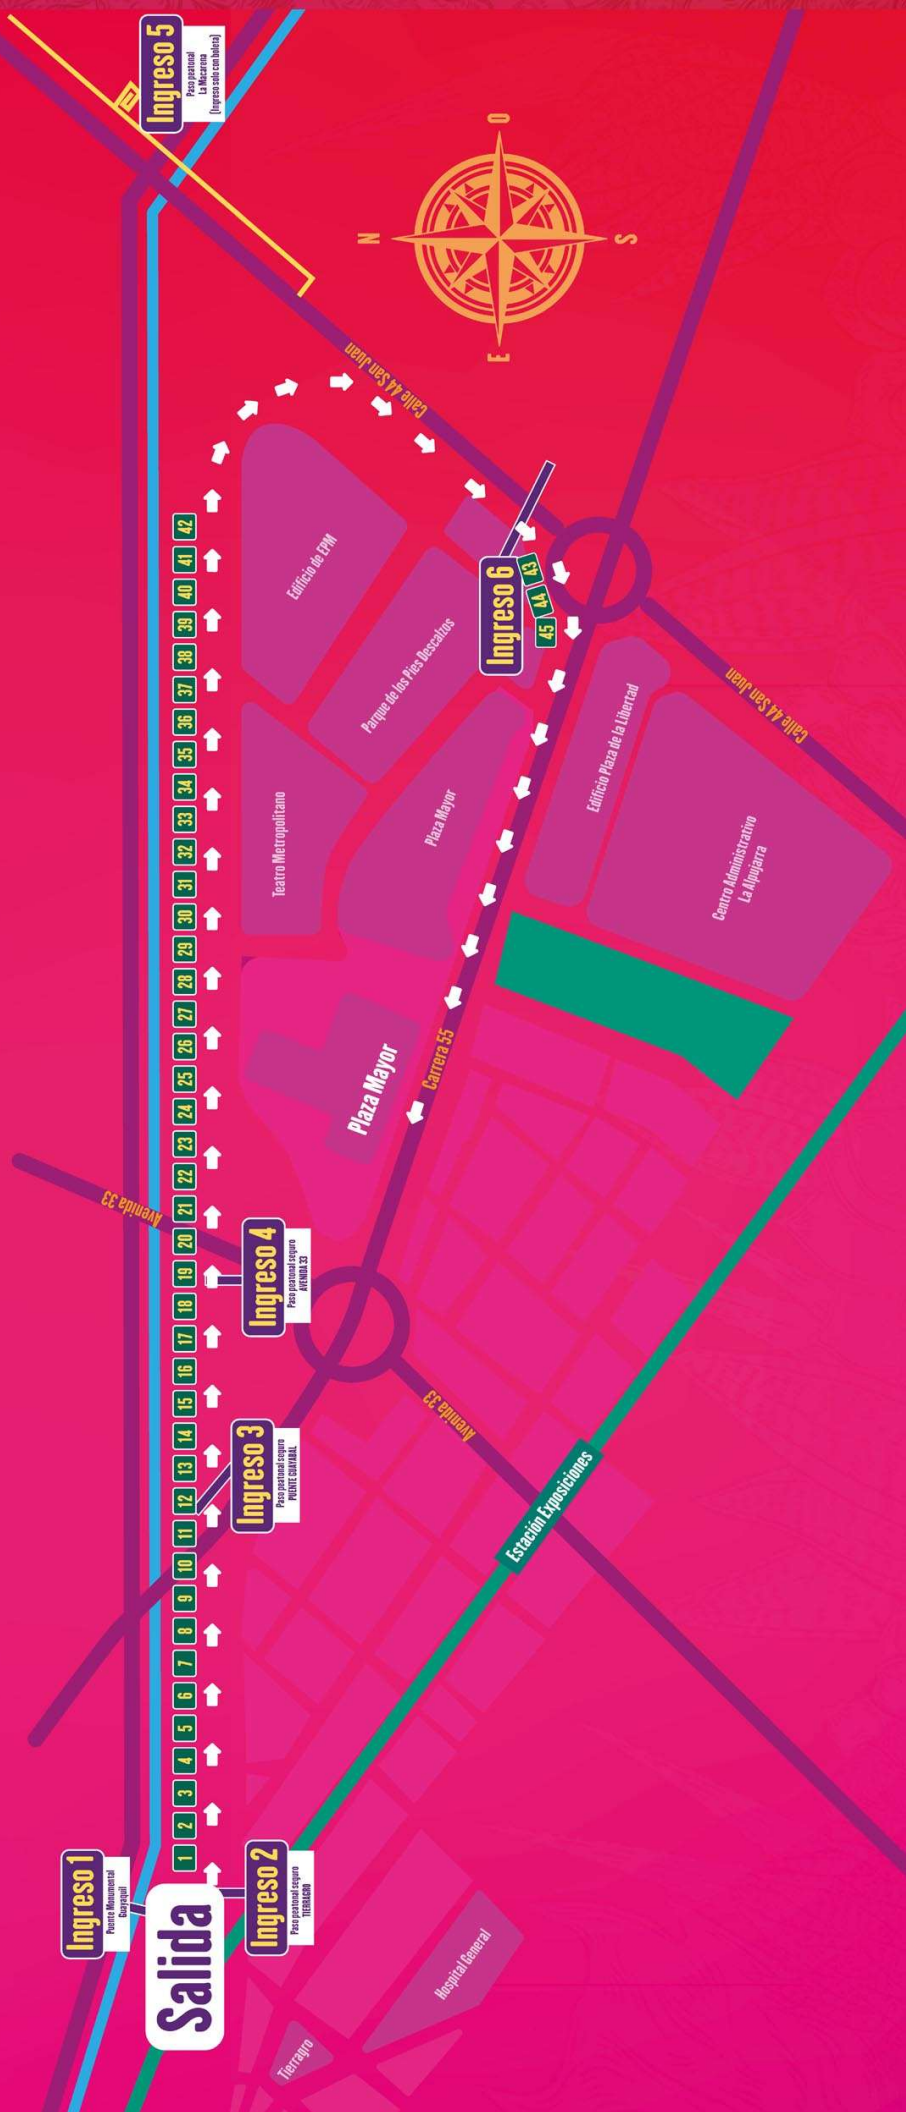 Ingreso 1
Puente Monumental
Guayaquil
Salida
Ingreso 2
Paso peatonal seguro
TIERRAGRO
Tierragro
Hospital General
1
2
3
4
5
6
7
8
9
10
11
12
13
14
15
16
17
18
19
20
21
22
23
24
25
26
27
28
29
30
31
32
33
34
35
36
37
38
39
40
41
42
Ingreso 3
Paso peatonal seguro
PUENTE GUAYABAL
Ingreso 4
Paso peatonal seguro
AVENIDA 33
Avenida 33
Avenida 33
Estación Exposiciones
Plaza Mayor
Carrera 55
Teatro Metropolitano
Plaza Mayor
Parque de los Pies Descalzos
Edificio de EPM
Edificio Plaza de la Libertad
Centro Administrativo
La Alpujarra
Ingreso 6
45
44
43
Calle 44 San Juan
Calle 44 San Juan
Ingreso 5
Paso peatonal
La Macarena
(Ingreso solo con boleta)
N
E
O
S